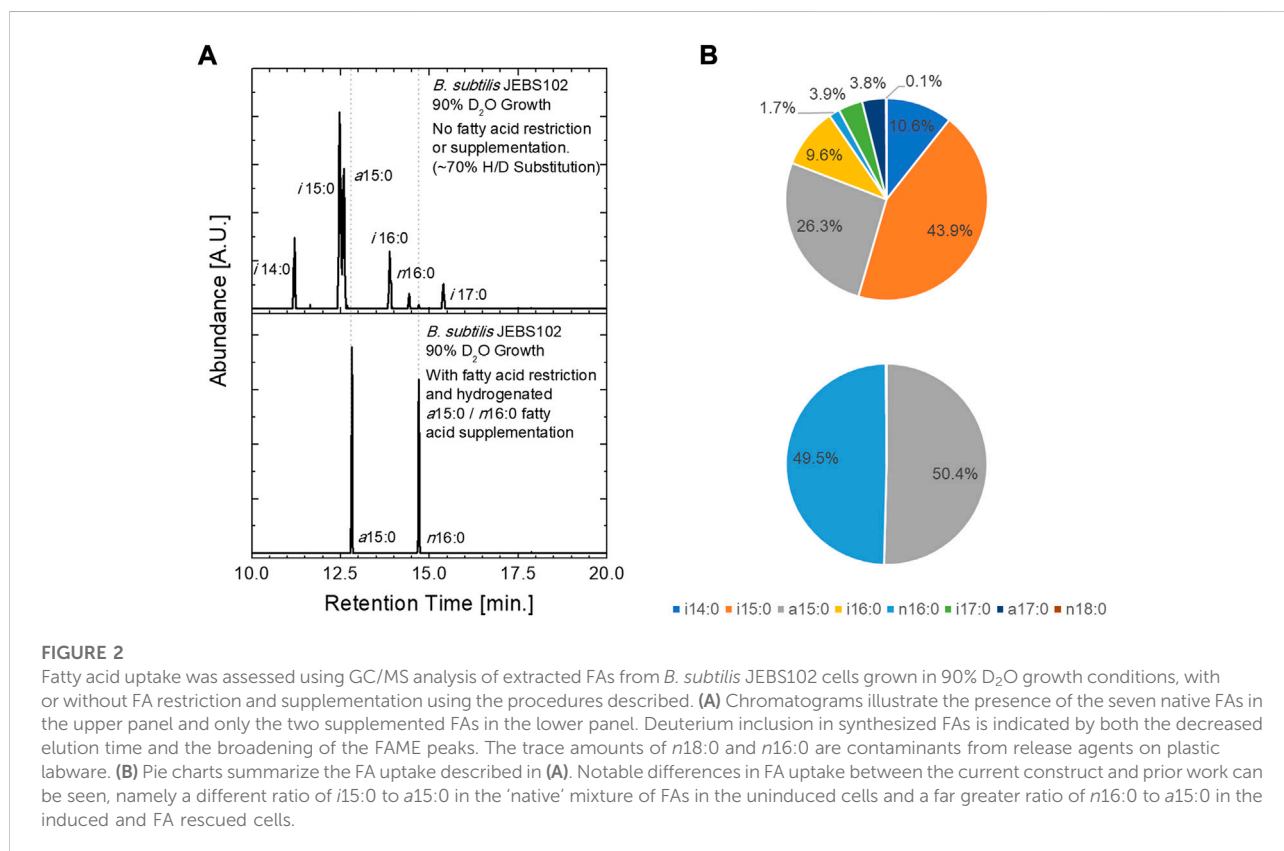 A
B
B. subtilis JEBS102
90% D2O Growth
No fatty acid restriction
or supplementation.
(~70% H/D Substitution)
i 15:0
a15:0
i 16:0
i 14:0
n16:0
i 17:0
B. subtilis JEBS102
90% D2O Growth
With fatty acid restriction
and hydrogenated
a15:0 / n16:0 fatty
acid supplementation
a15:0
n16:0
Abundance [A.U.]
10.0 12.5 15.0 17.5 20.0
Retention Time [min.]
1.7%
3.9%
3.8%
0.1%
10.6%
9.6%
26.3%
43.9%
49.5%
50.4%
i14:0 i15:0 a15:0 i16:0 n16:0 i17:0 a17:0 n18:0
FIGURE 2
Fatty acid uptake was assessed using GC/MS analysis of extracted FAs from B. subtilis JEBS102 cells grown in 90% D2O growth conditions, with
or without FA restriction and supplementation using the procedures described. (A) Chromatograms illustrate the presence of the seven native FAs in
the upper panel and only the two supplemented FAs in the lower panel. Deuterium inclusion in synthesized FAs is indicated by both the decreased
elution time and the broadening of the FAME peaks. The trace amounts of n18:0 and n16:0 are contaminants from release agents on plastic
labware. (B) Pie charts summarize the FA uptake described in (A). Notable differences in FA uptake between the current construct and prior work can
be seen, namely a different ratio of i15:0 to a15:0 in the ‘native’ mixture of FAs in the uninduced cells and a far greater ratio of n16:0 to a15:0 in the
induced and FA rescued cells.